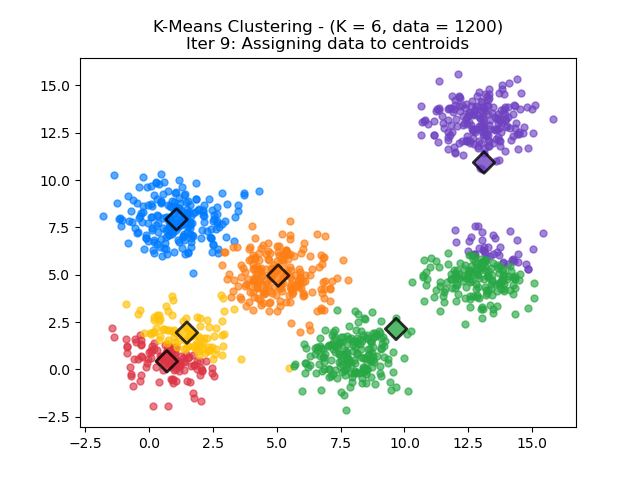 K-Means Clustering - (K = 6, data = 1200)
Iter 9: Assigning data to centroids
15.0
12.5
10.0
7.5
5.0
2.5
0.0
−2.5
−2.5 0.0 2.5 5.0 7.5 10.0 12.5 15.0